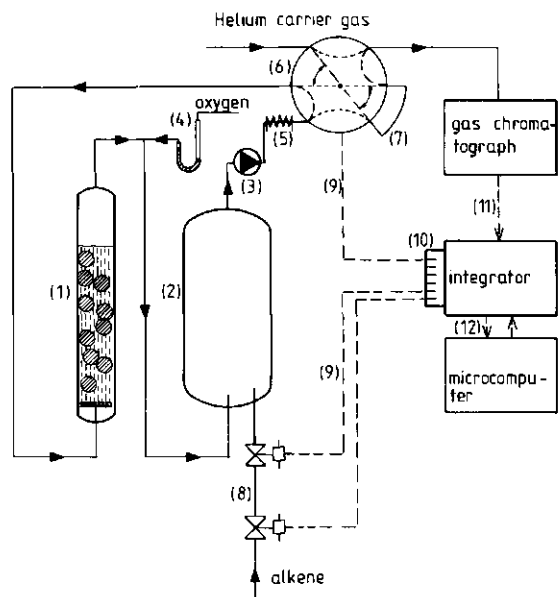 Helium carrier gas
(6)
(4)
oxygen
(5)
(7)
gas chroma-
tograph
(3)
(9)
(11)
(10)
(1)
(2)
integrator
(12)
(9)
microcompu-
ter
(8)
alkene